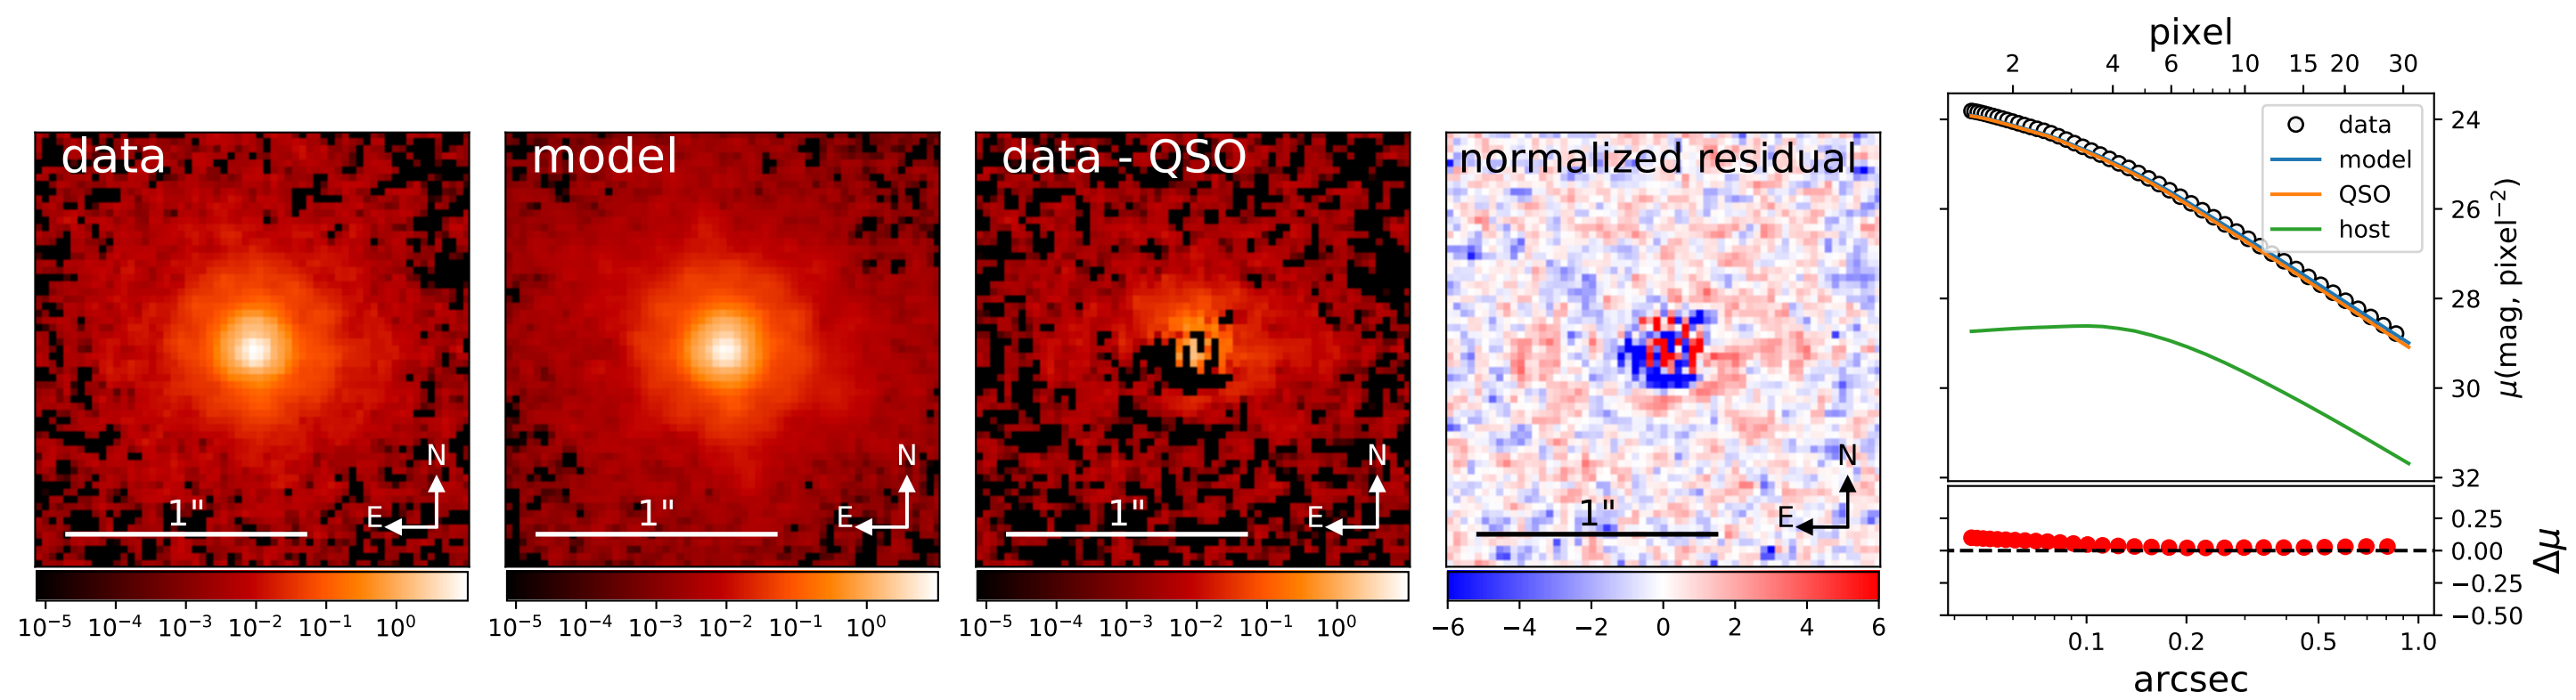 data
N
E
1"
10⁻⁵ 10⁻⁴ 10⁻³ 10⁻² 10⁻¹ 10⁰
model
N
E
1"
10⁻⁵ 10⁻⁴ 10⁻³ 10⁻² 10⁻¹ 10⁰
data - QSO
N
E
1"
10⁻⁵ 10⁻⁴ 10⁻³ 10⁻² 10⁻¹ 10⁰
normalized residual
N
E
1"
−6 −4 −2 0 2 4 6
pixel
2 4 6 10 15 20 30
data
model
QSO
host
24
26
28
30
32
μ(mag, pixel⁻²)
0.25
0.00
−0.25
−0.50
Δμ
0.1 0.2 0.5 1.0
arcsec